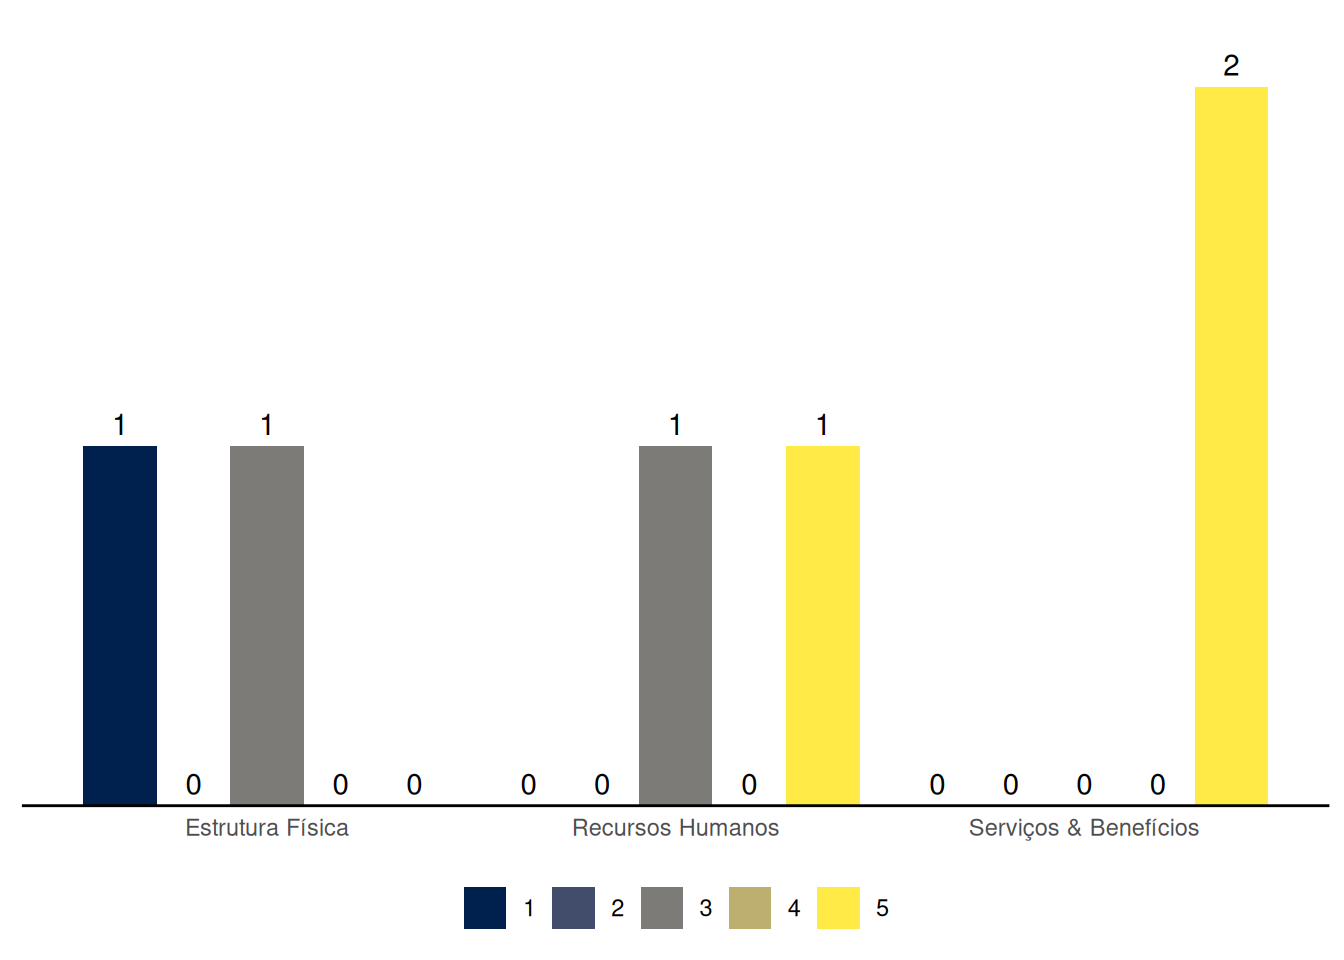 2
1 1 1 1
0 0 0 0 0 0 0 0 0 0
Estrutura Física Recursos Humanos Serviços & Benefícios
1 2 3 4 5